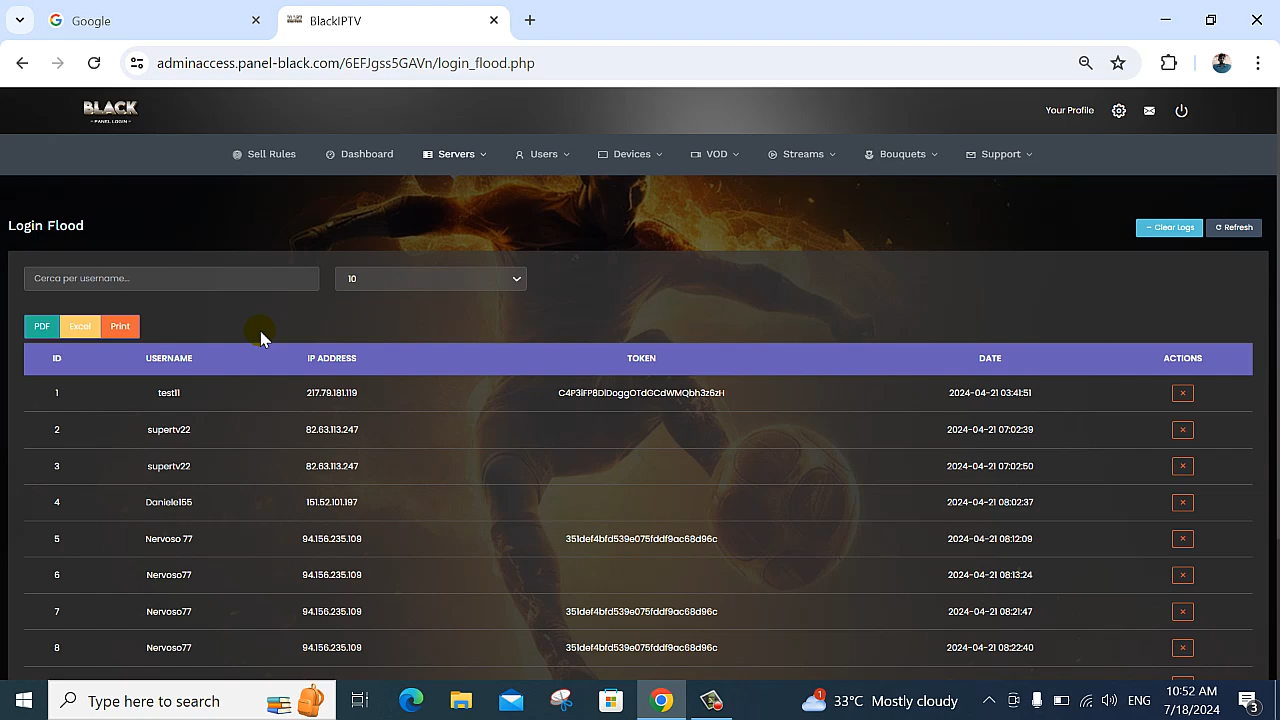 Google
BlackIPTV
adminaccess.panel-black.com/6EFJgss5GAVn/login_flood.php
BLACK
- PANEL LOGIN -
Your Profile
Sell Rules Dashboard Servers Users Devices VOD Streams Bouquets Support
Login Flood
Clear Logs Refresh
Cerca per username... 10
PDF Excel Print
ID USERNAME IP ADDRESS TOKEN DATE ACTIONS
1 test11 217.79.181.119 2024-04-21 03:41:51
2 supertv22 82.63.113.247 2024-04-21 07:02:39
3 supertv22 82.63.113.247 2024-04-21 07:02:50
4 Daniele155 151.52.101.197 2024-04-21 08:02:37
5 Nervoso 77 94.156.235.109 351def4bfd539e075fddf9ac68d96c 2024-04-21 08:12:09
6 Nervoso77 94.156.235.109 2024-04-21 08:13:24
7 Nervoso77 94.156.235.109 351def4bfd539e075fddf9ac68d96c 2024-04-21 08:21:47
8 Nervoso77 94.156.235.109 351def4bfd539e075fddf9ac68d96c 2024-04-21 08:22:40
Type here to search
1
33°C Mostly cloudy
ENG
10:52 AM
7/18/2024
3